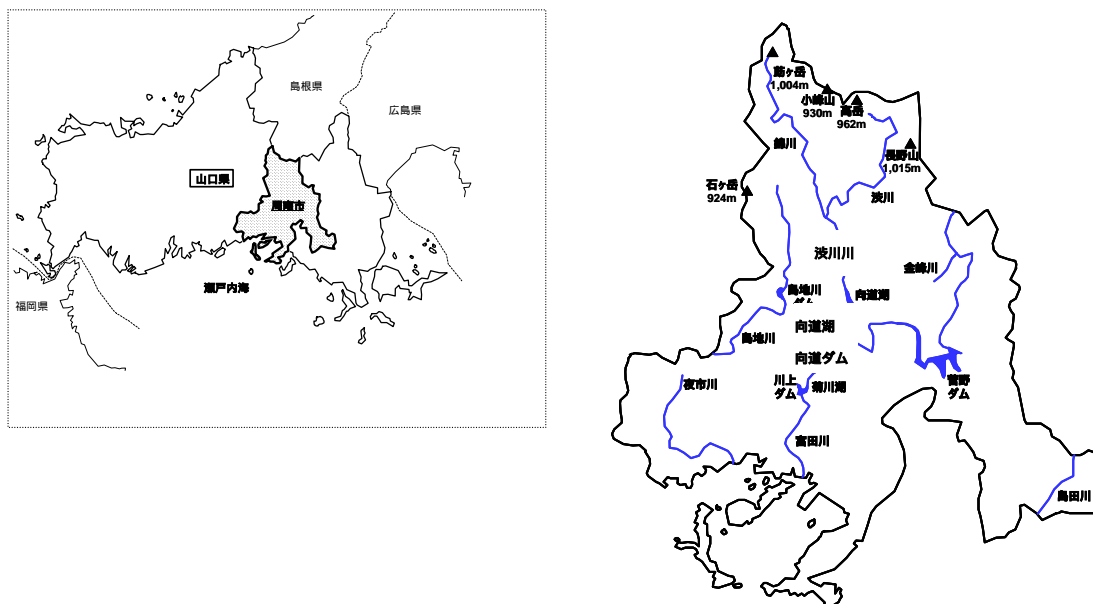 島根県
広島県
山口県
周南市
瀬戸内海
福岡県
莇ヶ岳
1,004m
小峰山
930m
高岳
962m
錦川
長野山
1,015m
石ヶ岳
924m
渋川
渋川川
金峰川
島地川
ダム
向道湖
向道湖
島地川
向道ダム
夜市川
川上
ダム
菊川湖
菅野
ダム
富田川
島田川